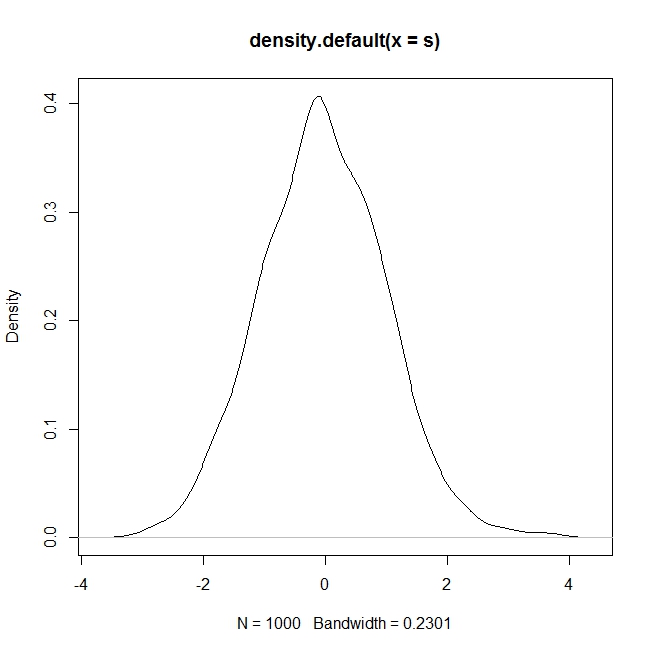 density.default(x = s)
Density
0.4
0.3
0.2
0.1
0.0
-4 -2 0 2 4
N = 1000 Bandwidth = 0.2301